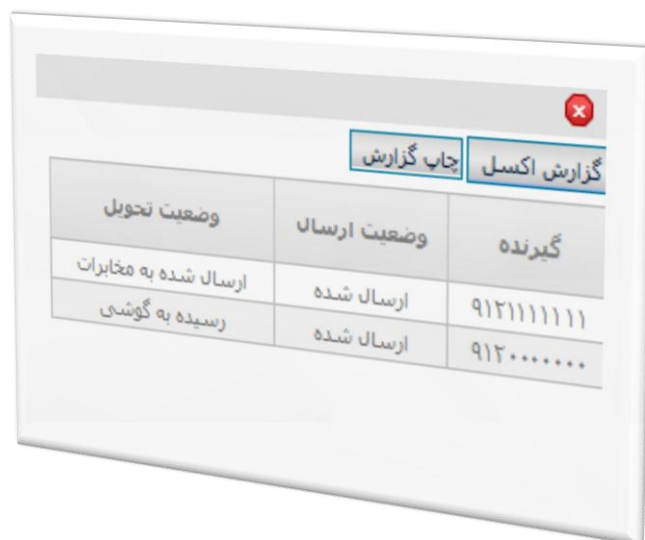 گزارش اکسل چاپ گزارش
گیرنده وضعیت ارسال وضعیت تحویل
۹۱۲۱۱۱۱۱۱۱ ارسال شده ارسال شده به مخابرات
۹۱۲۰۰۰۰۰۰۰ ارسال شده رسیده به گوشی